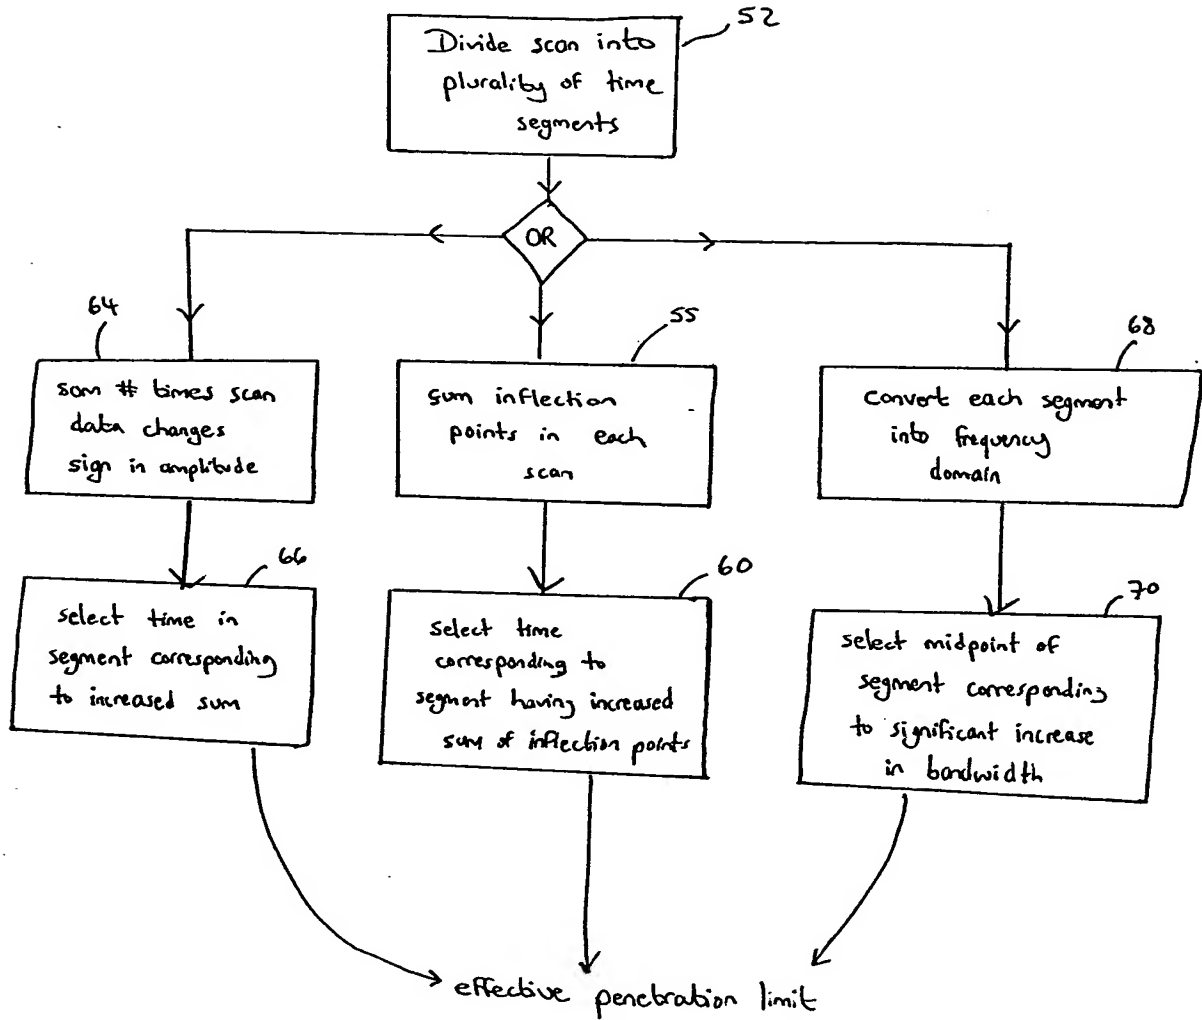 52
Divide scan into
plurality of time
segments
OR
64
som # times scan
data changes
sign in amplitude
55
sum inflection
points in each
scan
68
convert each segment
into frequency
domain
66
select time in
segment corresponding
to increased sum
60
select time
corresponding to
segment having increased
sum of inflection points
70
select midpoint of
segment corresponding
to significant increase
in bandwidth
effective penetration limit